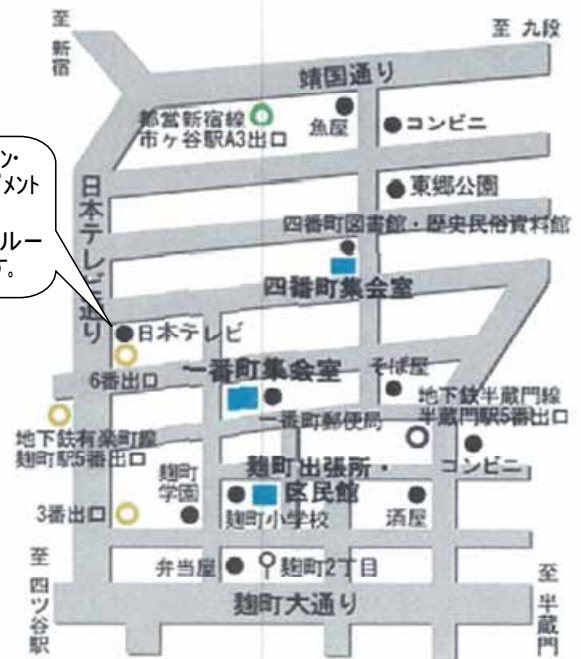 至
新宿
至 九段
靖国通り
都営新宿線
市ヶ谷駅A3出口
魚屋
コンビニ
東郷公園
四番町図書館・歴史民俗資料館
四番町集会室
日本テレビ通り
ン・
メント
ルー
す。
日本テレビ
6番出口
一番町集会室
そば屋
地下鉄半蔵門線
半蔵門駅5番出口
一番町郵便局
地下鉄有楽町線
麹町駅5番出口
コンビニ
麹町出張所・
区民館
麹町
学園
3番出口
麹町小学校
酒屋
弁当屋
麹町2丁目
至
四ツ谷駅
麹町大通り
至
半蔵門